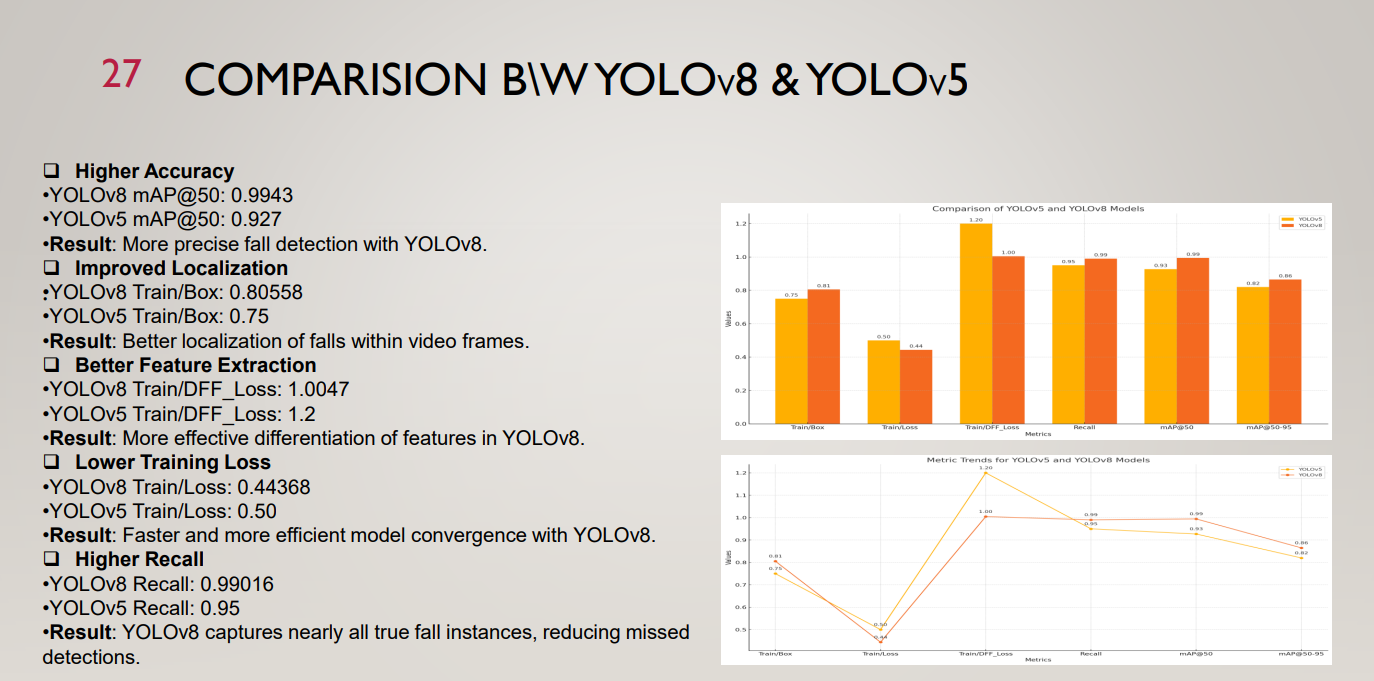 27 COMPARISION B\W YOLOv8 & YOLOv5
❑ Higher Accuracy
•YOLOv8 mAP@50: 0.9943
•YOLOv5 mAP@50: 0.927
•Result: More precise fall detection with YOLOv8.
❑ Improved Localization
•YOLOv8 Train/Box: 0.80558
•YOLOv5 Train/Box: 0.75
•Result: Better localization of falls within video frames.
❑ Better Feature Extraction
•YOLOv8 Train/DFF_Loss: 1.0047
•YOLOv5 Train/DFF_Loss: 1.2
•Result: More effective differentiation of features in YOLOv8.
❑ Lower Training Loss
•YOLOv8 Train/Loss: 0.44368
•YOLOv5 Train/Loss: 0.50
•Result: Faster and more efficient model convergence with YOLOv8.
❑ Higher Recall
•YOLOv8 Recall: 0.99016
•YOLOv5 Recall: 0.95
•Result: YOLOv8 captures nearly all true fall instances, reducing missed
detections.
Comparison of YOLOv5 and YOLOv8 Models
YOLOv5
YOLOv8
Values
1.2
1.0
0.8
0.6
0.4
0.2
0.0
0.75 0.81 0.50 0.44 1.20 1.00 0.95 0.99 0.93 0.99 0.82 0.86
Train/Box Train/Loss Train/DFF_Loss Recall mAP@50 mAP@50-95
Metrics
Metric Trends for YOLOv5 and YOLOv8 Models
YOLOv5
YOLOv8
Values
1.2
1.1
1.0
0.9
0.8
0.7
0.6
0.5
0.81 0.75 0.50 0.44 1.20 1.00 0.99 0.95 0.99 0.93 0.86 0.82
Train/Box Train/Loss Train/DFF_Loss Recall mAP@50 mAP@50-95
Metrics